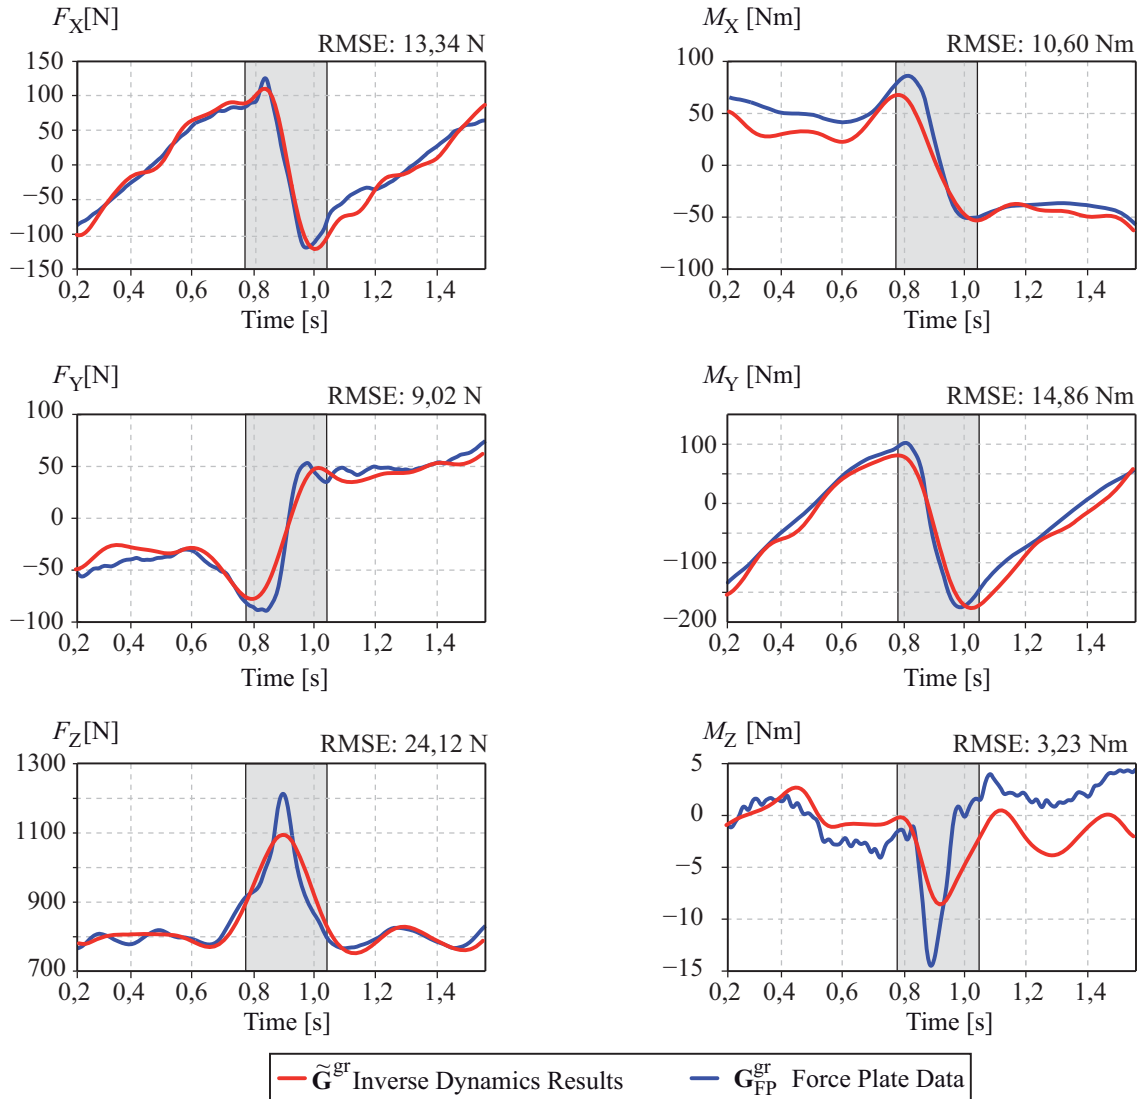 F_X[N]
RMSE: 13,34 N
150
100
50
0
−50
−100
−150
0,2 0,4 0,6 0,8 1,0 1,2 1,4
Time [s]
M_X [Nm]
RMSE: 10,60 Nm
100
50
0
−50
−100
0,2 0,4 0,6 0,8 1,0 1,2 1,4
Time [s]
F_Y[N]
RMSE: 9,02 N
100
50
0
−50
−100
0,2 0,4 0,6 0,8 1,0 1,2 1,4
Time [s]
M_Y [Nm]
RMSE: 14,86 Nm
100
0
−100
−200
0,2 0,4 0,6 0,8 1,0 1,2 1,4
Time [s]
F_Z[N]
RMSE: 24,12 N
1300
1100
900
700
0,2 0,4 0,6 0,8 1,0 1,2 1,4
Time [s]
M_Z [Nm]
RMSE: 3,23 Nm
5
0
−5
−10
−15
0,2 0,4 0,6 0,8 1,0 1,2 1,4
Time [s]
G̃^gr Inverse Dynamics Results G_FP^gr Force Plate Data